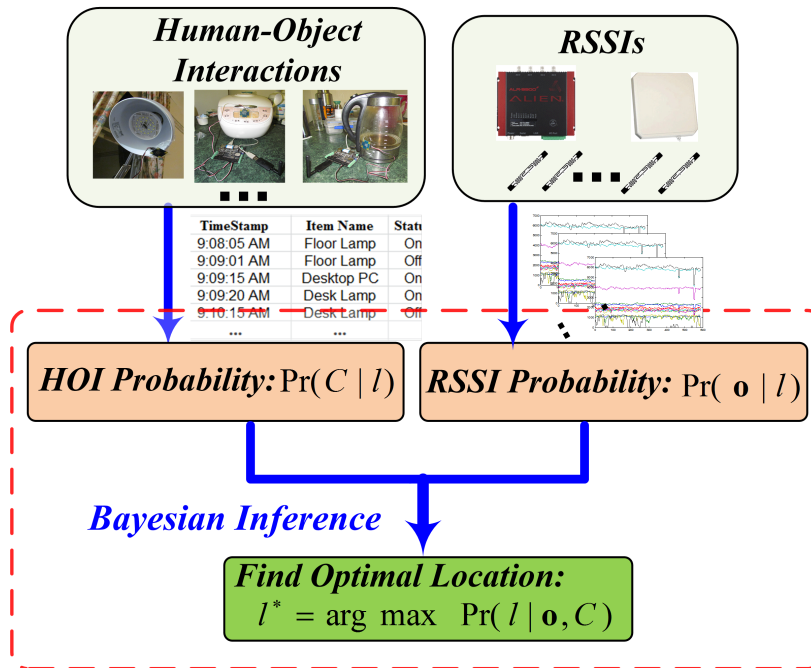 Human-Object
Interactions
RSSIs
ALIEN
TimeStamp Item Name Statu
9:08:05 AM Floor Lamp On
9:09:01 AM Floor Lamp Off
9:09:15 AM Desktop PC On
9:09:20 AM Desk Lamp On
9:10:15 AM Desk Lamp Off
... ...
HOI Probability: Pr(C | l)
RSSI Probability: Pr( o | l)
Bayesian Inference
Find Optimal Location:
l* = arg max Pr(l | o, C)